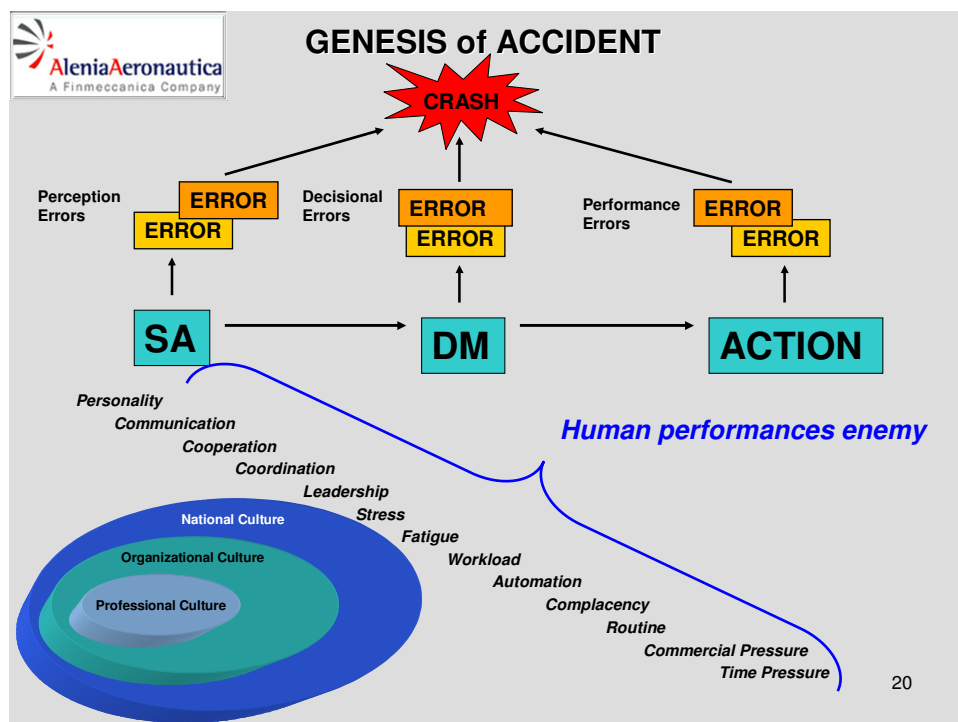 AleniaAeronautica
A Finmeccanica Company
GENESIS of ACCIDENT
CRASH
Perception
Errors
ERROR
ERROR
Decisional
Errors
ERROR
ERROR
Performance
Errors
ERROR
ERROR
SA
DM
ACTION
Human performances enemy
Personality
Communication
Cooperation
Coordination
Leadership
Stress
Fatigue
Workload
Automation
Complacency
Routine
Commercial Pressure
Time Pressure
National Culture
Organizational Culture
Professional Culture
20